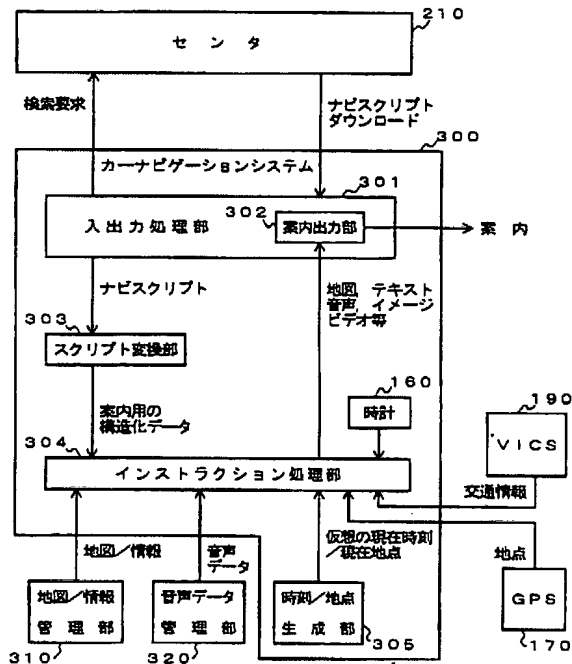 210
センタ
検索要求
ナビスクリプト
ダウンロード
300
カーナビゲーションシステム
301
入出力処理部
302
案内出力部
案内
ナビスクリプト
地図,テキスト
音声,イメージ
ビデオ等
303
スクリプト変換部
160
時計
190
VICS
案内用の
構造化データ
304
インストラクション処理部
交通情報
地図/情報
音声
データ
仮想の現在時刻
/現在地点
地点
地図/情報
管理部
310
音声データ
管理部
320
時刻/地点
生成部
305
GPS
170